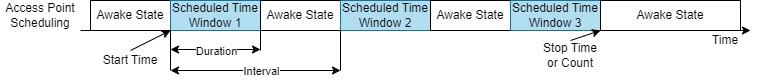 Access Point
Scheduling
Awake State
Scheduled Time
Window 1
Awake State
Scheduled Time
Window 2
Awake State
Scheduled Time
Window 3
Awake State
Start Time
Duration
Interval
Stop Time
or Count
Time